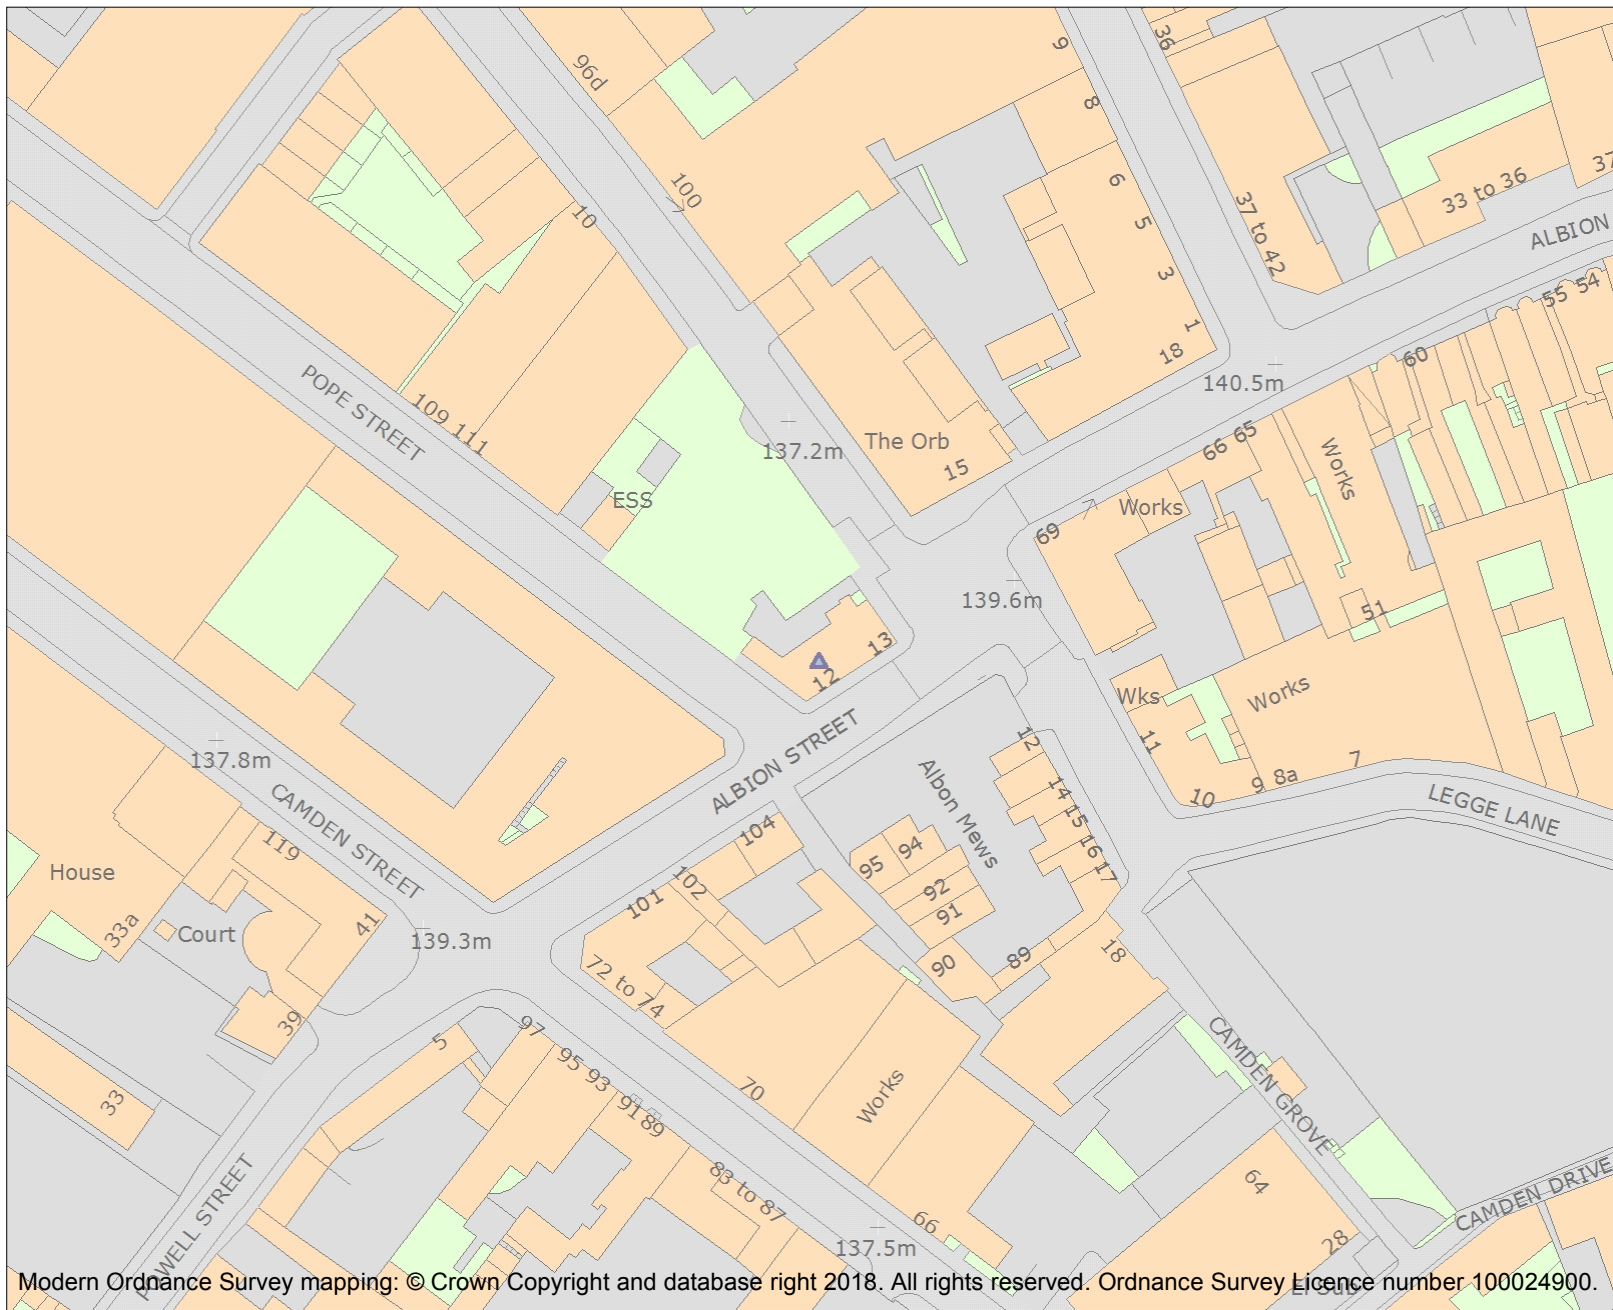 96d
9
36
8
100
10
6
5
3
1
18
37 to 42
33 to 36
37
ALBION
55 54
60
140.5m
POPE STREET
109 111
137.2m
The Orb
15
66 65
Works
ESS
69
Works
139.6m
51
13
12
Wks
Works
11
10
9 8a
7
LEGGE LANE
137.8m
CAMDEN STREET
ALBION STREET
12
14
15
16
17
Albon Mews
104
95
94
92
91
90
89
18
House
119
33a
Court
41
139.3m
101
102
72 to 74
39
33
5
97
95 93
91 89
70
Works
83 to 87
66
137.5m
CAMDEN GROVE
64
28
CAMDEN DRIVE
POWELL STREET
El Sub
Modern Ordnance Survey mapping: © Crown Copyright and database right 2018. All rights reserved. Ordnance Survey Licence number 100024900.